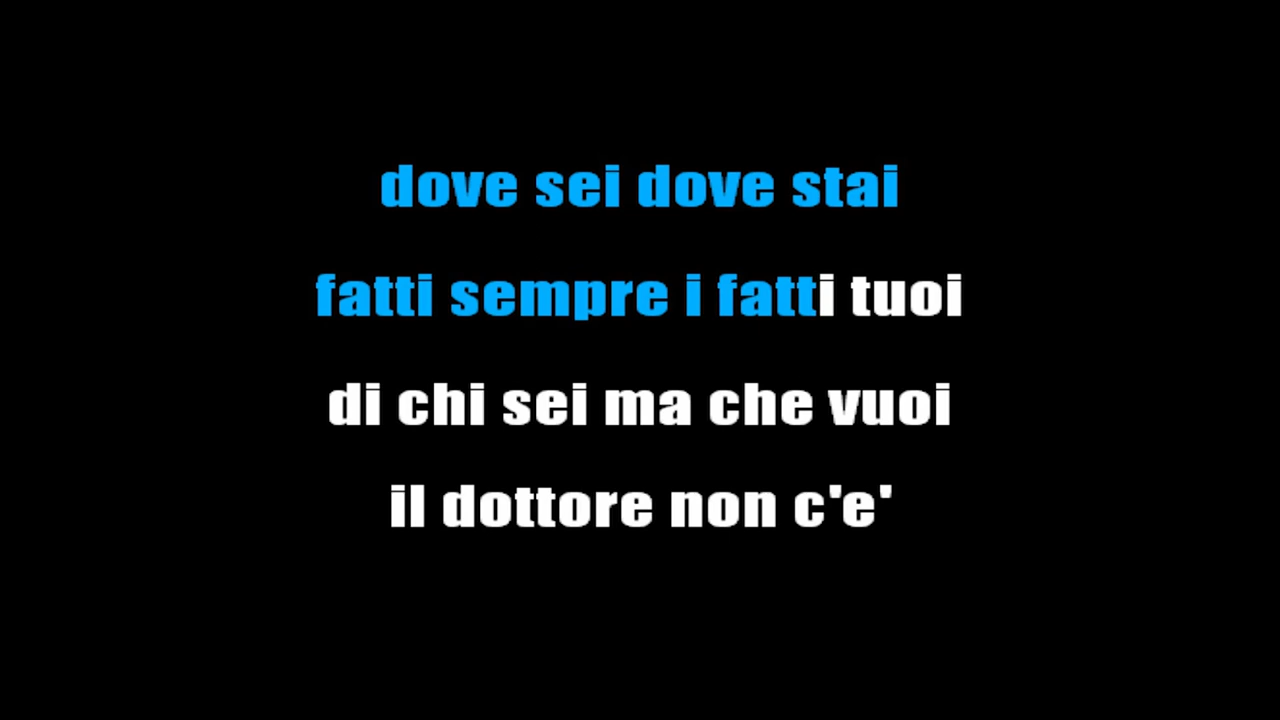 dove sei dove stai
fatti sempre i fatti tuoi
di chi sei ma che vuoi
il dottore non c'e'